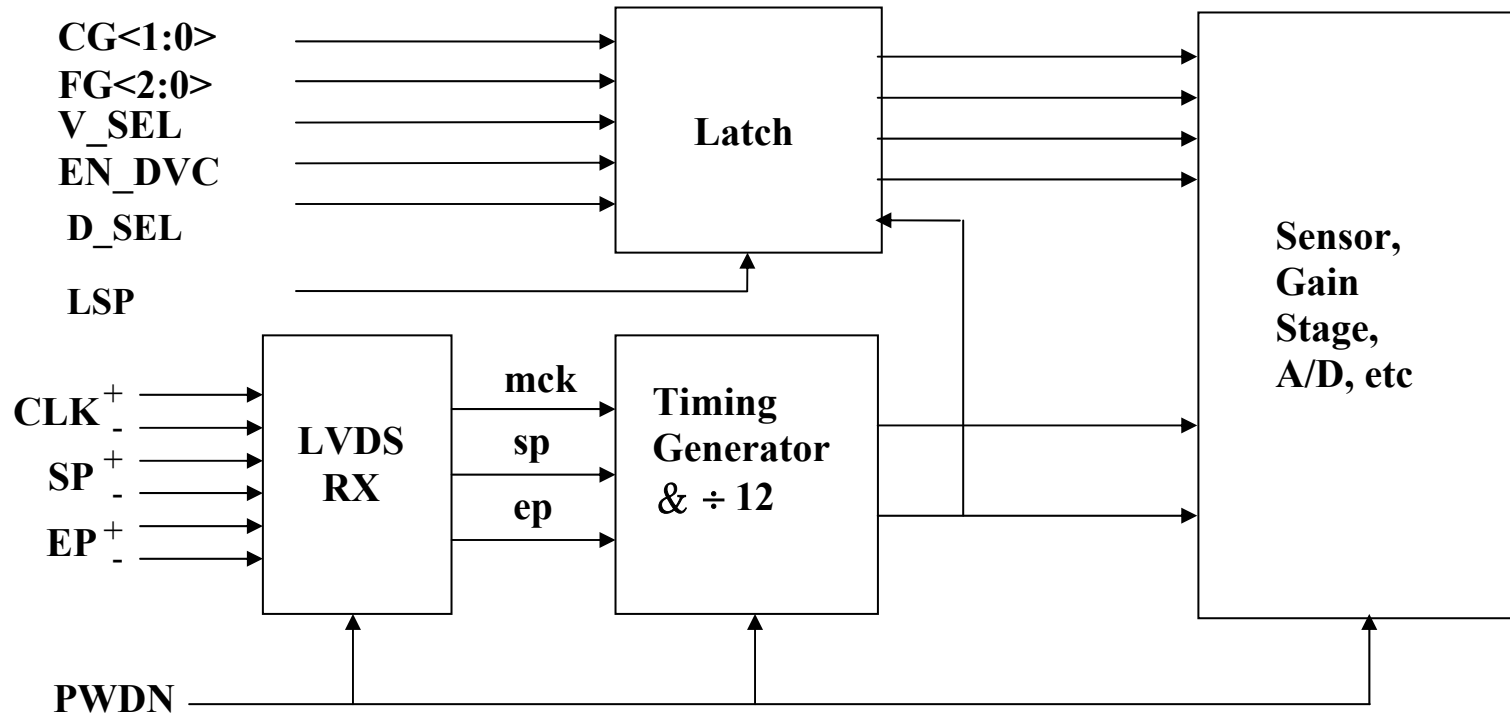 CG<1:0>
FG<2:0>
V_SEL
EN_DVC
D_SEL
LSP
Latch
Sensor,
Gain
Stage,
A/D, etc
CLK
+
-
SP
+
-
EP
+
-
LVDS
RX
mck
sp
ep
Timing
Generator
& ÷ 12
PWDN